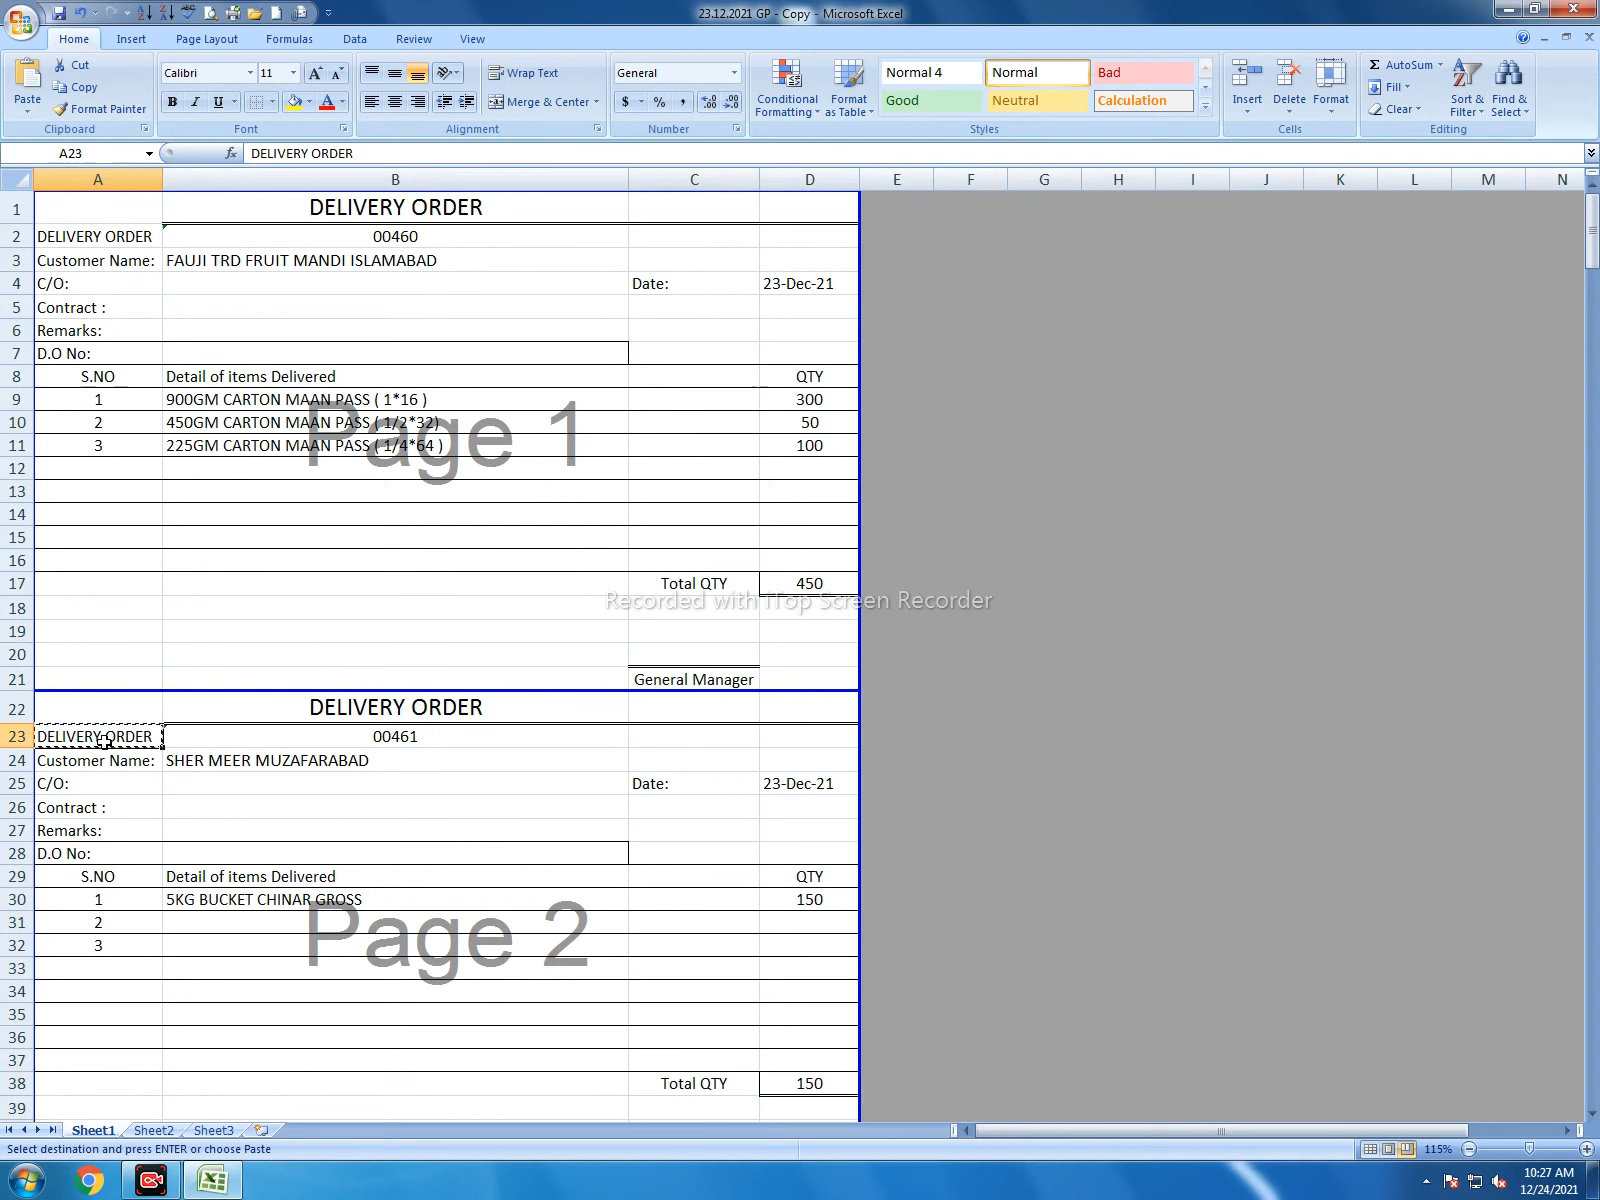 23.12.2021 GP - Copy - Microsoft Excel
Home Insert Page Layout Formulas Data Review View
Paste Cut Copy Format Painter Clipboard
Calibri 11 A A B I U A Font
Wrap Text Merge & Center Alignment
General $ % , Number
Conditional Formatting Format as Table Normal 4 Normal Bad Good Neutral Calculation Styles
Insert Delete Format Cells
Σ AutoSum Fill Clear Sort & Filter Find & Select Editing
A23 fx DELIVERY ORDER
A B C D E F G H I J K L M N
1 DELIVERY ORDER
2 DELIVERY ORDER 00460
3 Customer Name: FAUJI TRD FRUIT MANDI ISLAMABAD
4 C/O: Date: 23-Dec-21
5 Contract :
6 Remarks:
7 D.O No:
8 S.NO Detail of items Delivered QTY
9 1 900GM CARTON MAAN PASS ( 1*16 ) 300
10 2 450GM CARTON MAAN PASS ( 1/2*32) 50
11 3 225GM CARTON MAAN PASS ( 1/4*64 ) 100
Page 1
12
13
14
15
16
17 Total QTY 450
Recorded with iTop Screen Recorder
18
19
20
21 General Manager
22 DELIVERY ORDER
23 DELIVERY ORDER 00461
24 Customer Name: SHER MEER MUZAFARABAD
25 C/O: Date: 23-Dec-21
26 Contract :
27 Remarks:
28 D.O No:
29 S.NO Detail of items Delivered QTY
30 1 5KG BUCKET CHINAR GROSS 150
31 2
32 3
Page 2
33
34
35
36
37
38 Total QTY 150
39
Sheet1 Sheet2 Sheet3
Select destination and press ENTER or choose Paste 115%
10:27 AM
12/24/2021